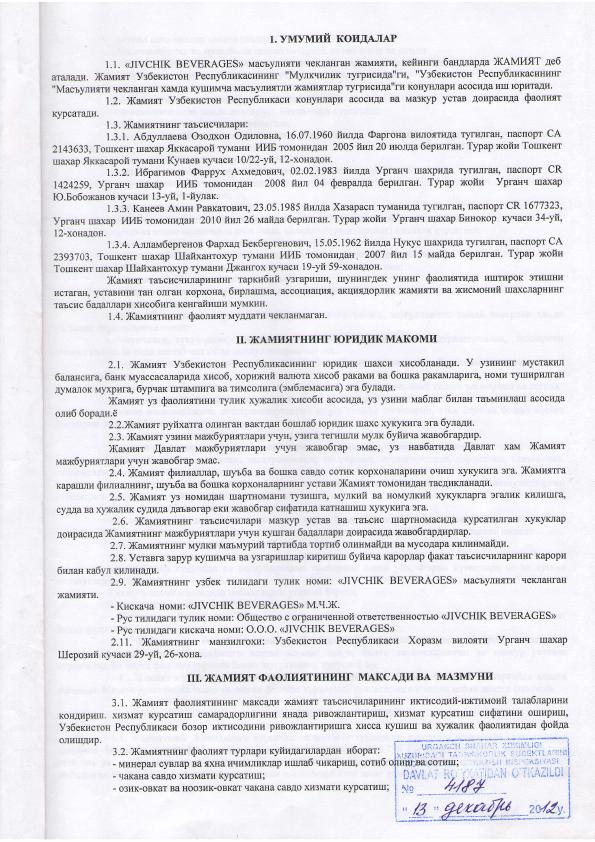 1. УМУМИЙ КОИДАЛАР
1.1. «JIVCHIK BEVERAGES» масъулияти чекланган жамияти, кейинги бандларда ЖАМИЯТ деб
аталади. Жамият Узбекистон Республикасининг "Мулкчилик тугрисида"ги, "Узбекистон Республикасининг
"Масъулияти чекланган хамда кушимча масъулиятли жамиятлар тугрисида"ги конунлари асосида иш юритади.
1.2. Жамият Узбекистон Республикаси конунлари асосида ва мазкур устав доирасида фаолият
курсатади.
1.3. Жамиятнинг таъсисчилари:
1.3.1. Абдуллаева Озодхон Одиловна, 16.07.1960 йилда Фаргона вилоятида тугилган, паспорт СА
2143633, Тошкент шахар Яккасарой тумани ИИБ томонидан 2005 йил 20 июлда берилган. Турар жойи Тошкент
шахар Яккасарой тумани Кунаев кучаси 10/22-уй, 12-хонадон.
1.3.2. Ибрагимов Фаррух Ахмедович, 02.02.1983 йилда Урганч шахрида тугилган, паспорт CR
1424259, Урганч шахар ИИБ томонидан 2008 йил 04 февралда берилган. Турар жойи Урганч шахар
Ю.Бобожанов кучаси 13-уй, 1-йулак.
1.3.3. Канеев Амин Равкатович, 23.05.1985 йилда Хазарасп туманида тугилган, паспорт CR 1677323,
Урганч шахар ИИБ томонидан 2010 йил 26 майда берилган. Турар жойи Урганч шахар Бинокор кучаси 34-уй,
12-хонадон.
1.3.4. Алламбергенов Фархад Бекбергенович, 15.05.1962 йилда Нукус шахрида тугилган, паспорт СА
2393703, Тошкент шахар Шайхантохур тумани ИИБ томонидан 2007 йил 15 майда берилган. Турар жойи
Тошкент шахар Шайхантохур тумани Джангох кучаси 19-уй 59-хонадон.
Жамият таъсисчиларининг таркибий узгариши, шунингдек унинг фаолиятида иштирок этишни
истаган, уставини тан олган корхона, бирлашма, ассоциация, акциядорлик жамияти ва жисмоний шахсларнинг
таъсис бадаллари хисобига кенгайиши мумкин.
1.4. Жамиятнинг фаолият муддати чекланмаган.
II. ЖАМИЯТНИНГ ЮРИДИК МАКОМИ
2.1. Жамият Узбекистон Республикасининг юридик шахси хисобланади. У узининг мустакил
балансига, банк муассасаларида хисоб, хорижий валюта хисоб раками ва бошка ракамларига, номи туширилган
думалок мухрига, бурчак штампига ва тимсолига (эмблемасига) эга булади.
Жамият уз фаолиятини тулик хужалик хисоби асосида, уз узини маблаг билан таъминлаш асосида
олиб боради.ё
2.2.Жамият руйхатга олинган вактдан бошлаб юридик шахс хукукига эга булади.
2.3. Жамият узини мажбуриятлари учун, узига тегишли мулк буйича жавобгардир.
Жамият Давлат мажбуриятлари учун жавобгар эмас, уз навбатида Давлат хам Жамият
мажбуриятлари учун жавобгар эмас.
2.4. Жамият филиаллар, шуъба ва бошка савдо сотик корхоналарини очиш хукукига эга. Жамиятга
карашли филиалнинг, шуъба ва бошка корхоналарнинг устави Жамият томонидан тасдикланади.
2.5. Жамият уз номидан шартномани тузишга, мулкий ва номулкий хукукларга эгалик килишга,
судда ва хужалик судида даъвогар еки жавобгар сифатида катнашиш хукукига эга.
2.6. Жамиятнинг таъсисчилари мазкур устав ва таъсис шартномасида курсатилган хукуклар
доирасида Жамиятнинг мажбуриятлари учун кушган бадаллари доирасида жавобгардирлар.
2.7. Жамиятнинг мулки маъмурий тартибда тортиб олинмайди ва мусодара килинмайди.
2.8. Уставга зарур кушимча ва узгаришлар киритиш буйича карорлар факат таъсисчиларнинг карори
билан кабул килинади.
2.9. Жамиятнинг узбек тилидаги тулик номи: «JIVCHIK BEVERAGES» масъулияти чекланган
жамияти.
- Кискача номи: «JIVCHIK BEVERAGES» М.Ч.Ж.
- Рус тилидаги тулик номи: Общество с ограниченной ответственностью «JIVCHIK BEVERAGES»
- Рус тилидаги кискача номи: О.О.О. «JIVCHIK BEVERAGES»
2.11. Жамиятнинг манзилгохи: Узбекистон Республикаси Хоразм вилояти Урганч шахар
Шерозий кучаси 29-уй, 26-хона.
III. ЖАМИЯТ ФАОЛИЯТИНИНГ МАКСАДИ ВА МАЗМУНИ
3.1. Жамият фаолиятининг максади жамият таъсисчиларининг иктисодий-ижтимоий талабларини
кондириш. хизмат курсатиш самарадорлигини янада ривожлантириш, хизмат курсатиш сифатини ошириш,
Узбекистон Республикаси бозор иктисодини ривожлантиришга хисса кушиш ва хужалик фаолиятидан фойда
олишдир.
3.2. Жамиятнинг фаолият турлари куйидагилардан иборат:
- минерал сувлар ва яхна ичимликлар ишлаб чикариш, сотиб олиш ва сотиш;
- чакана савдо хизмати курсатиш;
- озик-овкат ва ноозик-овкат чакана савдо хизмати курсатиш;
URGANCH SHAHAR HOKIMLIGI
HUZURIDAGI TADBIRKORLIK SUBEKTLARINI
INSPEKSIYASI
DAVLAT RO'YXATIDAN O'TKAZILDI
№ 4187
"13" декабрь 2012y.